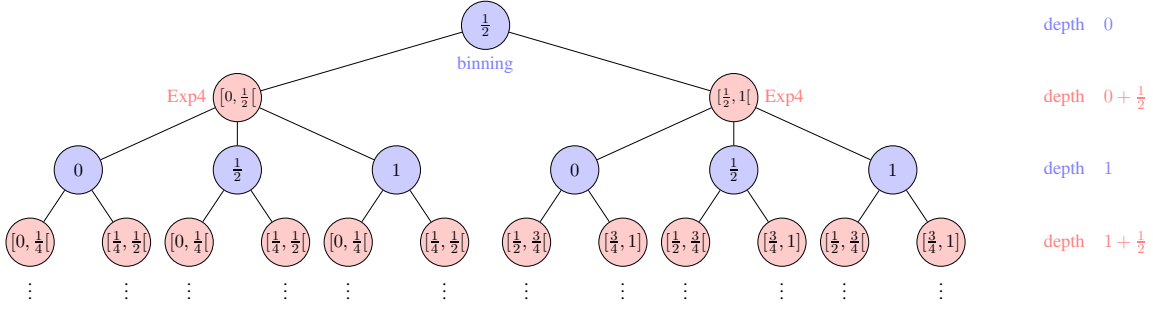 1/2 depth 0
binning
Exp4 [0, 1/2[ [1/2, 1[ Exp4 depth 0 + 1/2
0 1/2 1 0 1/2 1 depth 1
[0, 1/4[ [1/4, 1/2[ [0, 1/4[ [1/4, 1/2[ [0, 1/4[ [1/4, 1/2[ [1/2, 3/4[ [3/4, 1] [1/2, 3/4[ [3/4, 1] [1/2, 3/4[ [3/4, 1] depth 1 + 1/2
⋮ ⋮ ⋮ ⋮ ⋮ ⋮ ⋮ ⋮ ⋮ ⋮ ⋮ ⋮